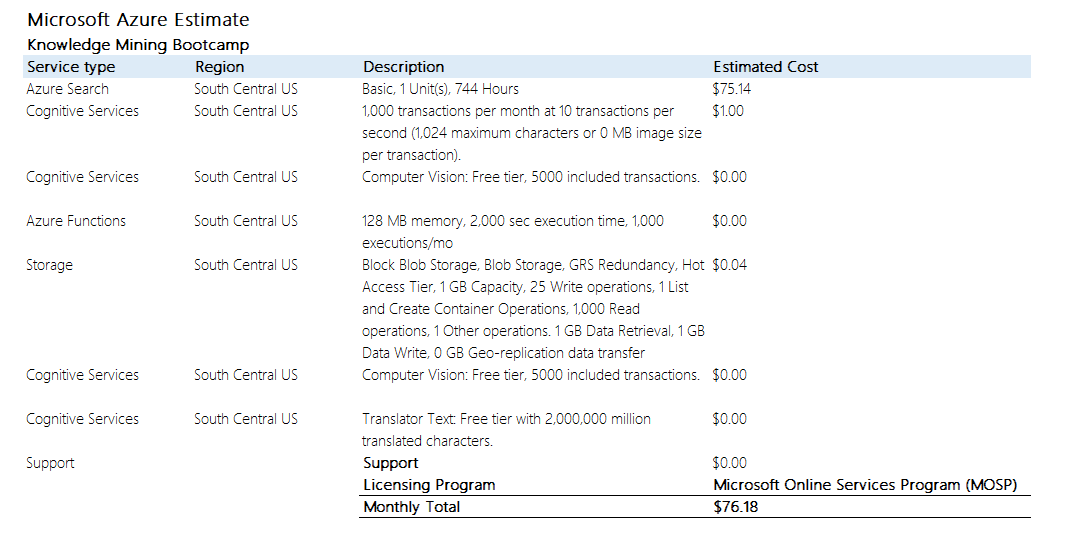 Microsoft Azure Estimate
Knowledge Mining Bootcamp
Service type Region Description Estimated Cost
Azure Search South Central US Basic, 1 Unit(s), 744 Hours $75.14
Cognitive Services South Central US 1,000 transactions per month at 10 transactions per $1.00
second (1,024 maximum characters or 0 MB image size
per transaction).
Cognitive Services South Central US Computer Vision: Free tier, 5000 included transactions. $0.00
Azure Functions South Central US 128 MB memory, 2,000 sec execution time, 1,000 $0.00
executions/mo
Storage South Central US Block Blob Storage, Blob Storage, GRS Redundancy, Hot $0.04
Access Tier, 1 GB Capacity, 25 Write operations, 1 List
and Create Container Operations, 1,000 Read
operations, 1 Other operations. 1 GB Data Retrieval, 1 GB
Data Write, 0 GB Geo-replication data transfer
Cognitive Services South Central US Computer Vision: Free tier, 5000 included transactions. $0.00
Cognitive Services South Central US Translator Text: Free tier with 2,000,000 million $0.00
translated characters.
Support Support $0.00
Licensing Program Microsoft Online Services Program (MOSP)
Monthly Total $76.18